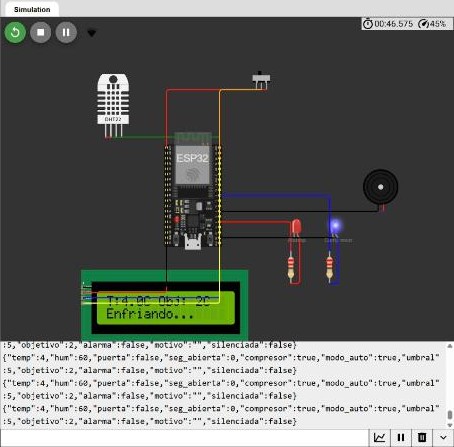 Simulation
00:46.575 45%
DHT22
ESP32
T:4.0C Obj: 2C
Enfriando...
:5,"objetivo":2,"alarma":false,"motivo":"","silenciada":false}
{"temp":4,"hum":60,"puerta":false,"seg_abierta":0,"compresor":true,"modo_auto":true,"umbral"
:5,"objetivo":2,"alarma":false,"motivo":"","silenciada":false}
{"temp":4,"hum":60,"puerta":false,"seg_abierta":0,"compresor":true,"modo_auto":true,"umbral"
:5,"objetivo":2,"alarma":false,"motivo":"","silenciada":false}
{"temp":4,"hum":60,"puerta":false,"seg_abierta":0,"compresor":true,"modo_auto":true,"umbral"
:5,"objetivo":2,"alarma":false,"motivo":"","silenciada":false}